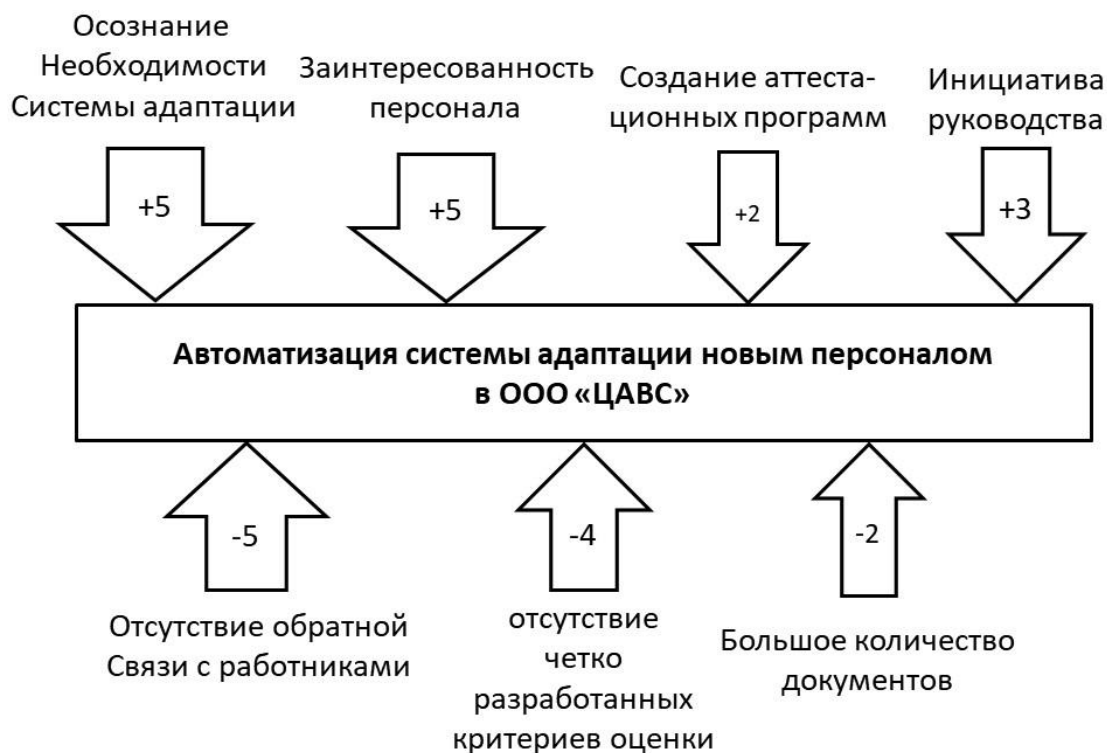 Осознание
Необходимости
Системы адаптации
Заинтересованность
персонала
Создание аттеста-
ционных программ
Инициатива
руководства
+5
+5
+2
+3
Автоматизация системы адаптации новым персоналом
в ООО «ЦАВС»
-5
-4
-2
Отсутствие обратной
Связи с работниками
отсутствие
четко
разработанных
критериев оценки
Большое количество
документов